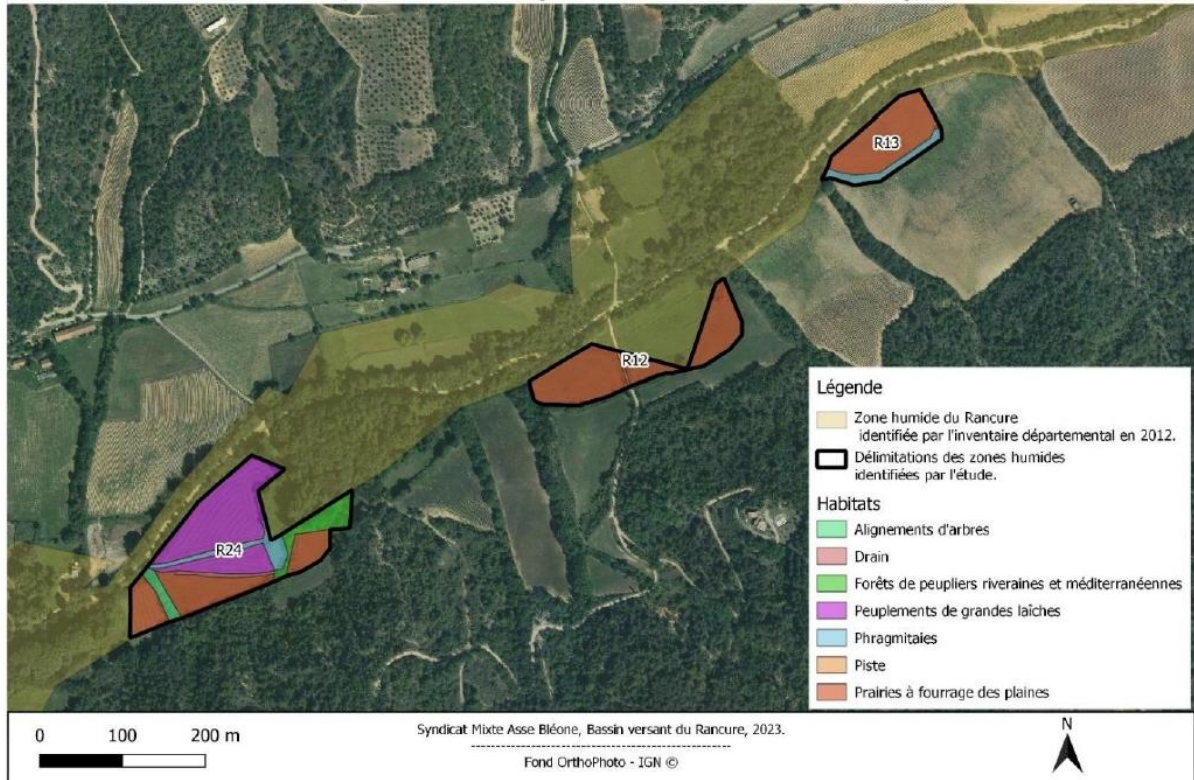 R13
R12
R24
Légende
Zone humide du Rancure
identifiée par l'inventaire départemental en 2012.
Délimitations des zones humides
identifiées par l'étude.
Habitats
Alignements d'arbres
Drain
Forêts de peupliers riveraines et méditerranéennes
Peuplements de grandes laîches
Phragmitaies
Piste
Prairies à fourrage des plaines
0 100 200 m
Syndicat Mixte Asse Bléone, Bassin versant du Rancure, 2023.
Fond OrthoPhoto - IGN ©
N